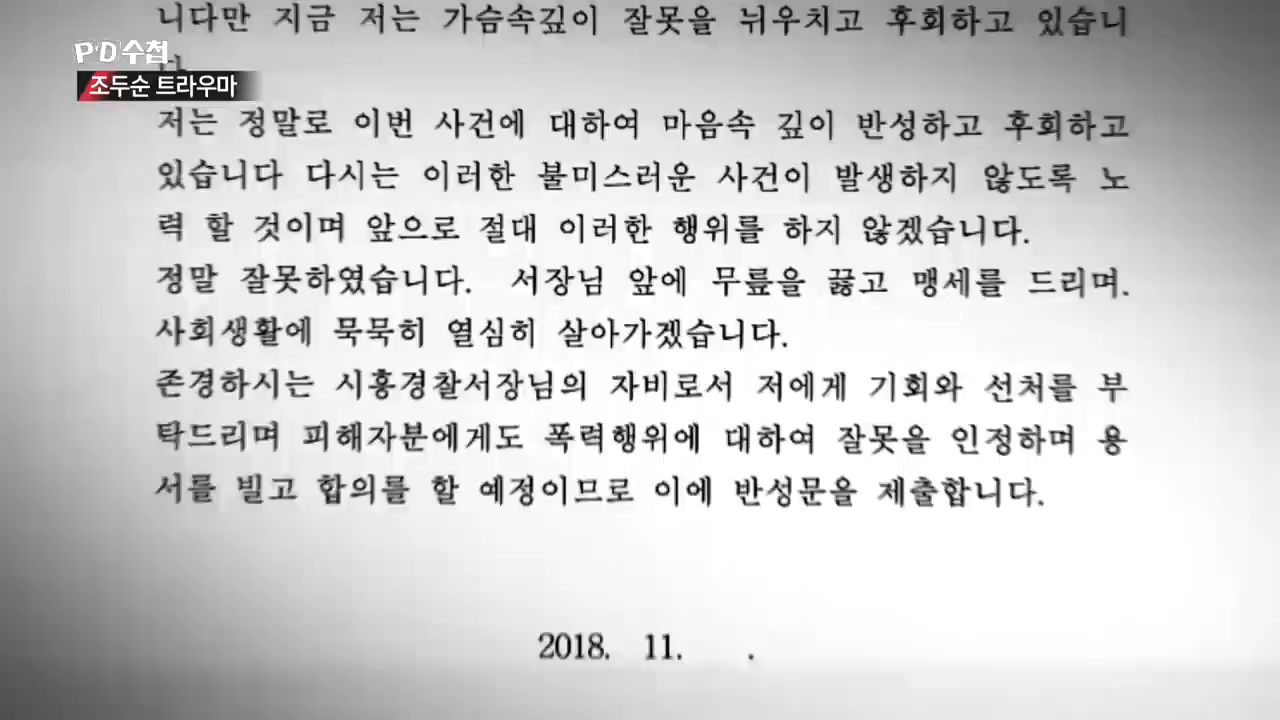 니다만 지금 저는 가슴속깊이 잘못을 뉘우치고 후회하고 있습니
PD수첩
조두순 트라우마
저는 정말로 이번 사건에 대하여 마음속 깊이 반성하고 후회하고
있습니다 다시는 이러한 불미스러운 사건이 발생하지 않도록 노
력 할 것이며 앞으로 절대 이러한 행위를 하지 않겠습니다.
정말 잘못하였습니다. 서장님 앞에 무릎을 끓고 맹세를 드리며.
사회생활에 묵묵히 열심히 살아가겠습니다.
존경하시는 시흥경찰서장님의 자비로서 저에게 기회와 선처를 부
탁드리며 피해자분에게도 폭력행위에 대하여 잘못을 인정하며 용
서를 빌고 합의를 할 예정이므로 이에 반성문을 제출합니다.
2018. 11. .